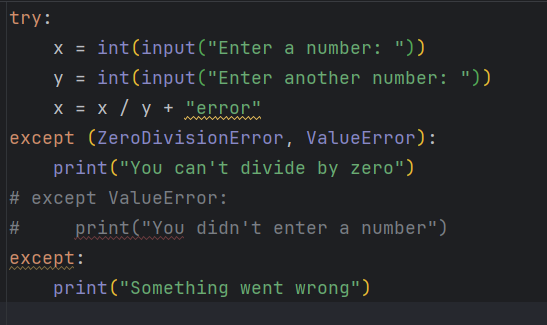 try:
    x = int(input("Enter a number: "))
    y = int(input("Enter another number: "))
    x = x / y + "error"
except (ZeroDivisionError, ValueError):
    print("You can't divide by zero")
# except ValueError:
#     print("You didn't enter a number")
except:
    print("Something went wrong")